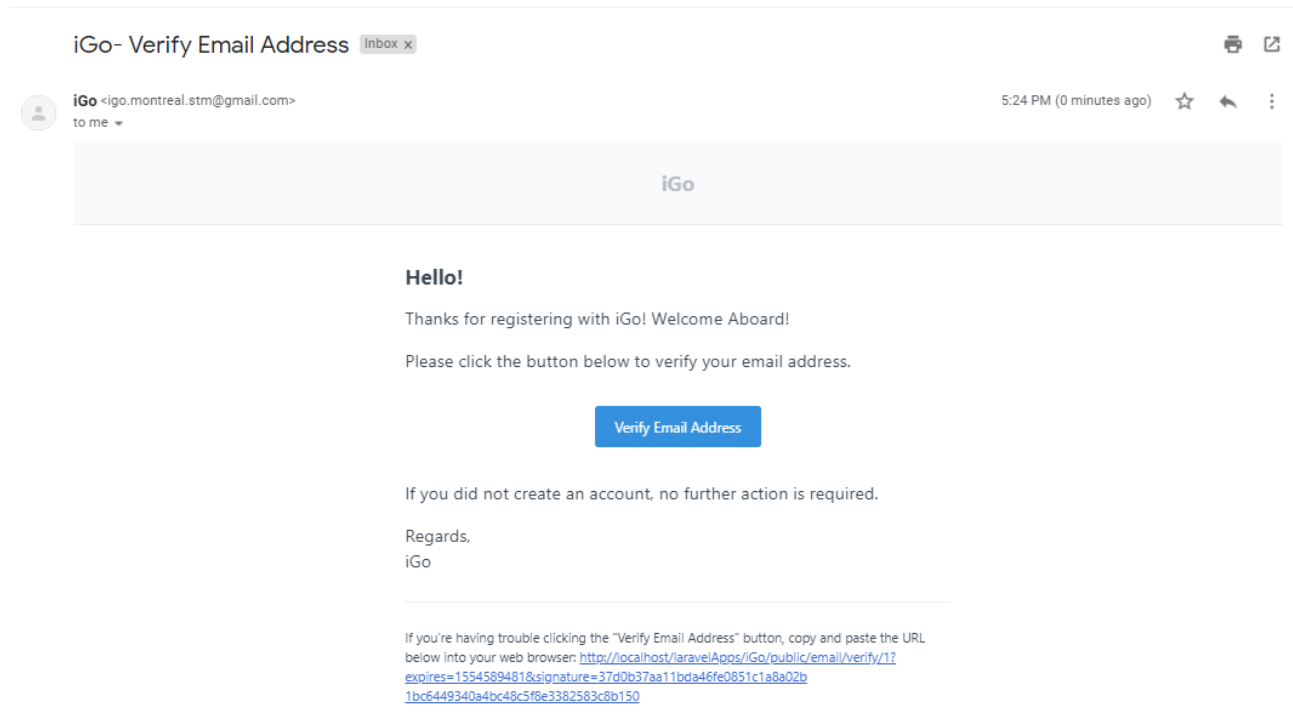 iGo- Verify Email Address Inbox x
iGo <igo.montreal.stm@gmail.com> 5:24 PM (0 minutes ago)
to me
iGo
Hello!
Thanks for registering with iGo! Welcome Aboard!
Please click the button below to verify your email address.
Verify Email Address
If you did not create an account, no further action is required.
Regards,
iGo
If you're having trouble clicking the "Verify Email Address" button, copy and paste the URL
below into your web browser: http://localhost/laravelApps/iGo/public/email/verify/1?
expires=1554589481&signature=37d0b37aa11bda46fe0851c1a8a02b
1bc6449340a4bc48c5f8e3382583c8b150